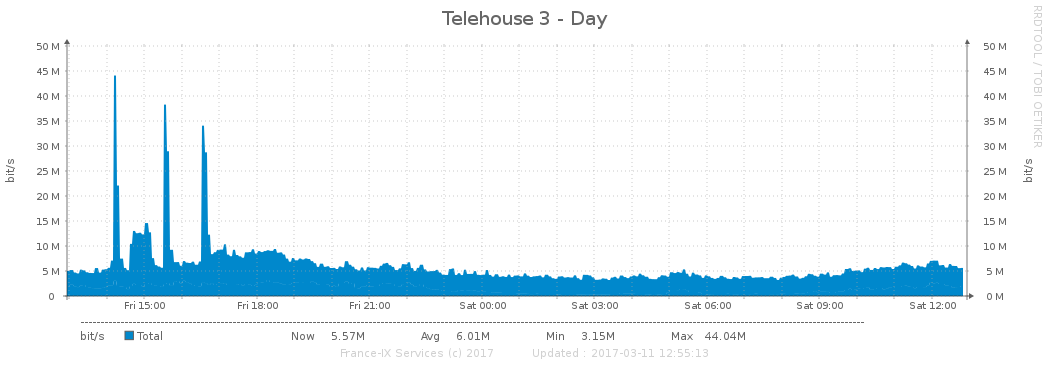 Telehouse 3 - Day
RRDTOOL / TOBI OETIKER
bit/s
50 M 50 M
45 M 45 M
40 M 40 M
35 M 35 M
30 M 30 M
25 M 25 M
20 M 20 M
15 M 15 M
10 M 10 M
5 M 5 M
0 0 M
bit/s
Fri 15:00 Fri 18:00 Fri 21:00 Sat 00:00 Sat 03:00 Sat 06:00 Sat 09:00 Sat 12:00
bit/s Total Now 5.57M Avg 6.01M Min 3.15M Max 44.04M
France-IX Services (c) 2017 Updated : 2017-03-11 12:55:13